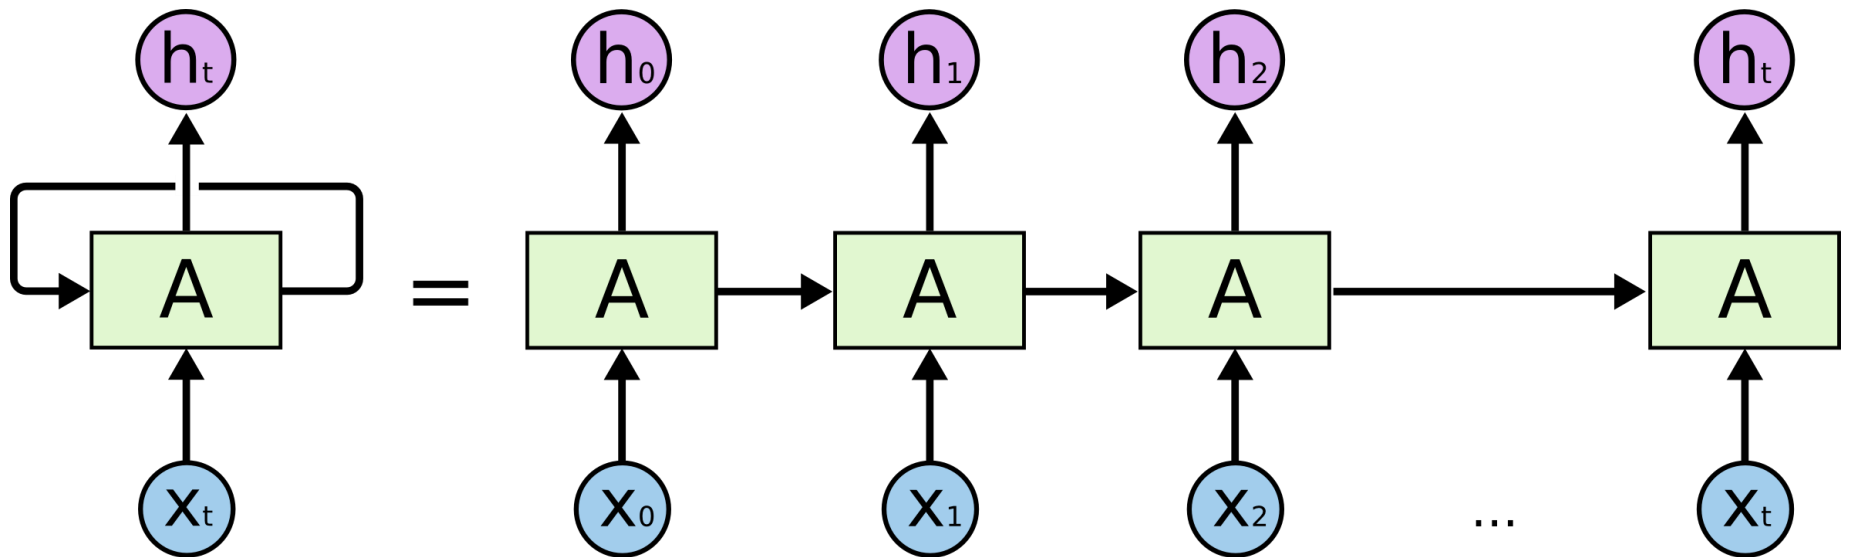 ht h0 h1 h2 ht
A = A A A A
xt x0 x1 x2 ... xt